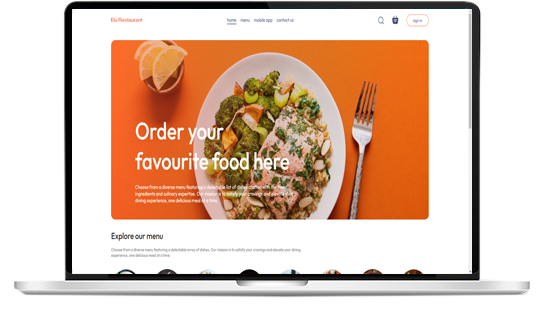 Elu Restaurant
home menu mobile app contact us
sign in
Order your
favourite food here
Choose from a diverse menu featuring a delectable list of dishes crafted with the finest
ingredients and culinary expertise. Our mission is to satisfy your cravings and elevate your
dining experience, one delicious meal at a time.
Explore our menu
Choose from a diverse menu featuring a delectable array of dishes. Our mission is to satisfy your cravings and elevate your dining
experience, one delicious meal at a time.